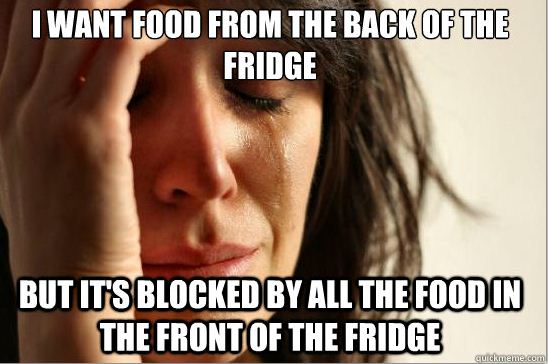 I WANT FOOD FROM THE BACK OF THE
FRIDGE
BUT IT'S BLOCKED BY ALL THE FOOD IN
THE FRONT OF THE FRIDGE
quickmeme.com